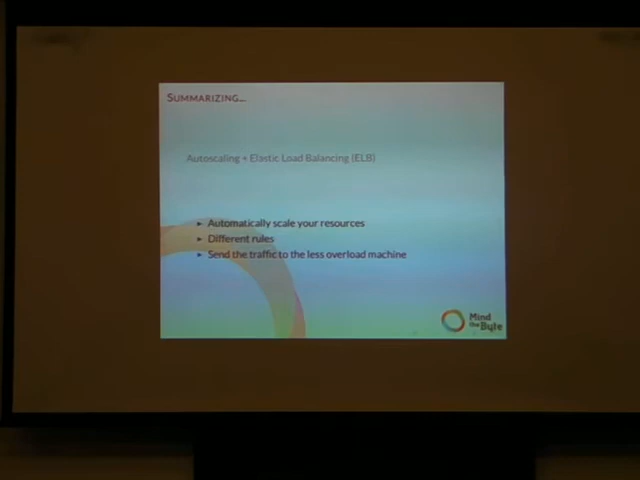 SUMMARIZING...
Autoscaling + Elastic Load Balancing (ELB)
► Automatically scale your resources
► Different rules
► Send the traffic to the less overload machine
Mind
the Byte